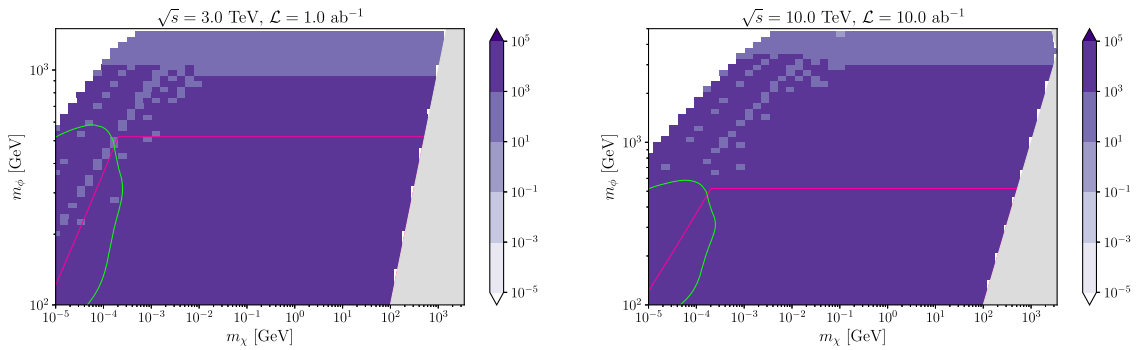 √s = 3.0 TeV, 𝓛 = 1.0 ab⁻¹
m_ϕ [GeV]
10³
10²
10⁻⁵ 10⁻⁴ 10⁻³ 10⁻² 10⁻¹ 10⁰ 10¹ 10² 10³
m_χ [GeV]
10⁵
10³
10¹
10⁻¹
10⁻³
10⁻⁵
√s = 10.0 TeV, 𝓛 = 10.0 ab⁻¹
m_ϕ [GeV]
10³
10²
10⁻⁵ 10⁻⁴ 10⁻³ 10⁻² 10⁻¹ 10⁰ 10¹ 10² 10³
m_χ [GeV]
10⁵
10³
10¹
10⁻¹
10⁻³
10⁻⁵